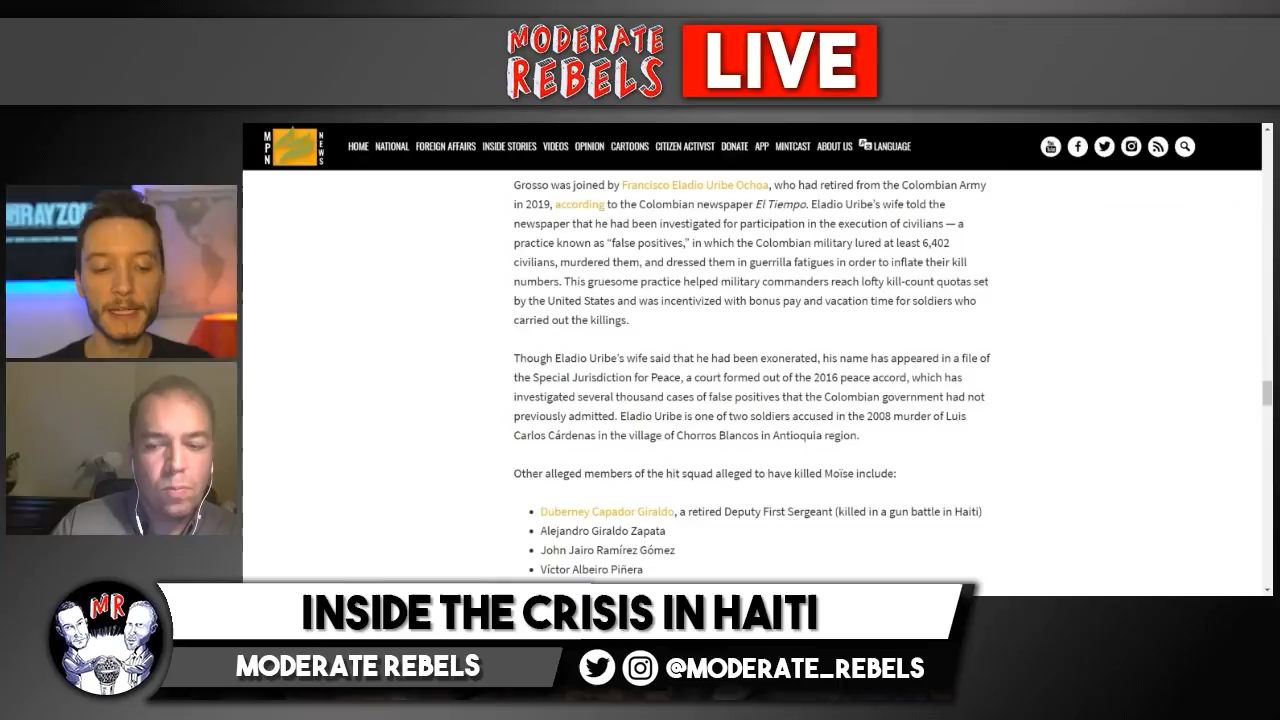 MODERATE
REBELS
LIVE
MPN
NEWS
HOME NATIONAL FOREIGN AFFAIRS INSIDE STORIES VIDEOS OPINION CARTOONS CITIZEN ACTIVIST DONATE APP MINTCAST ABOUT US LANGUAGE
Grosso was joined by Francisco Eladio Uribe Ochoa, who had retired from the Colombian Army
in 2019, according to the Colombian newspaper El Tiempo. Eladio Uribe's wife told the
newspaper that he had been investigated for participation in the execution of civilians — a
practice known as “false positives,” in which the Colombian military lured at least 6,402
civilians, murdered them, and dressed them in guerrilla fatigues in order to inflate their kill
numbers. This gruesome practice helped military commanders reach lofty kill-count quotas set
by the United States and was incentivized with bonus pay and vacation time for soldiers who
carried out the killings.
Though Eladio Uribe's wife said that he had been exonerated, his name has appeared in a file of
the Special Jurisdiction for Peace, a court formed out of the 2016 peace accord, which has
investigated several thousand cases of false positives that the Colombian government had not
previously admitted. Eladio Uribe is one of two soldiers accused in the 2008 murder of Luis
Carlos Cárdenas in the village of Chorros Blancos in Antioquia region.
Other alleged members of the hit squad alleged to have killed Moïse include:
• Duberney Capador Giraldo, a retired Deputy First Sergeant (killed in a gun battle in Haiti)
• Alejandro Giraldo Zapata
• John Jairo Ramírez Gómez
• Víctor Albeiro Piñera
RAYZO
MR
INSIDE THE CRISIS IN HAITI
MODERATE REBELS
@MODERATE_REBELS